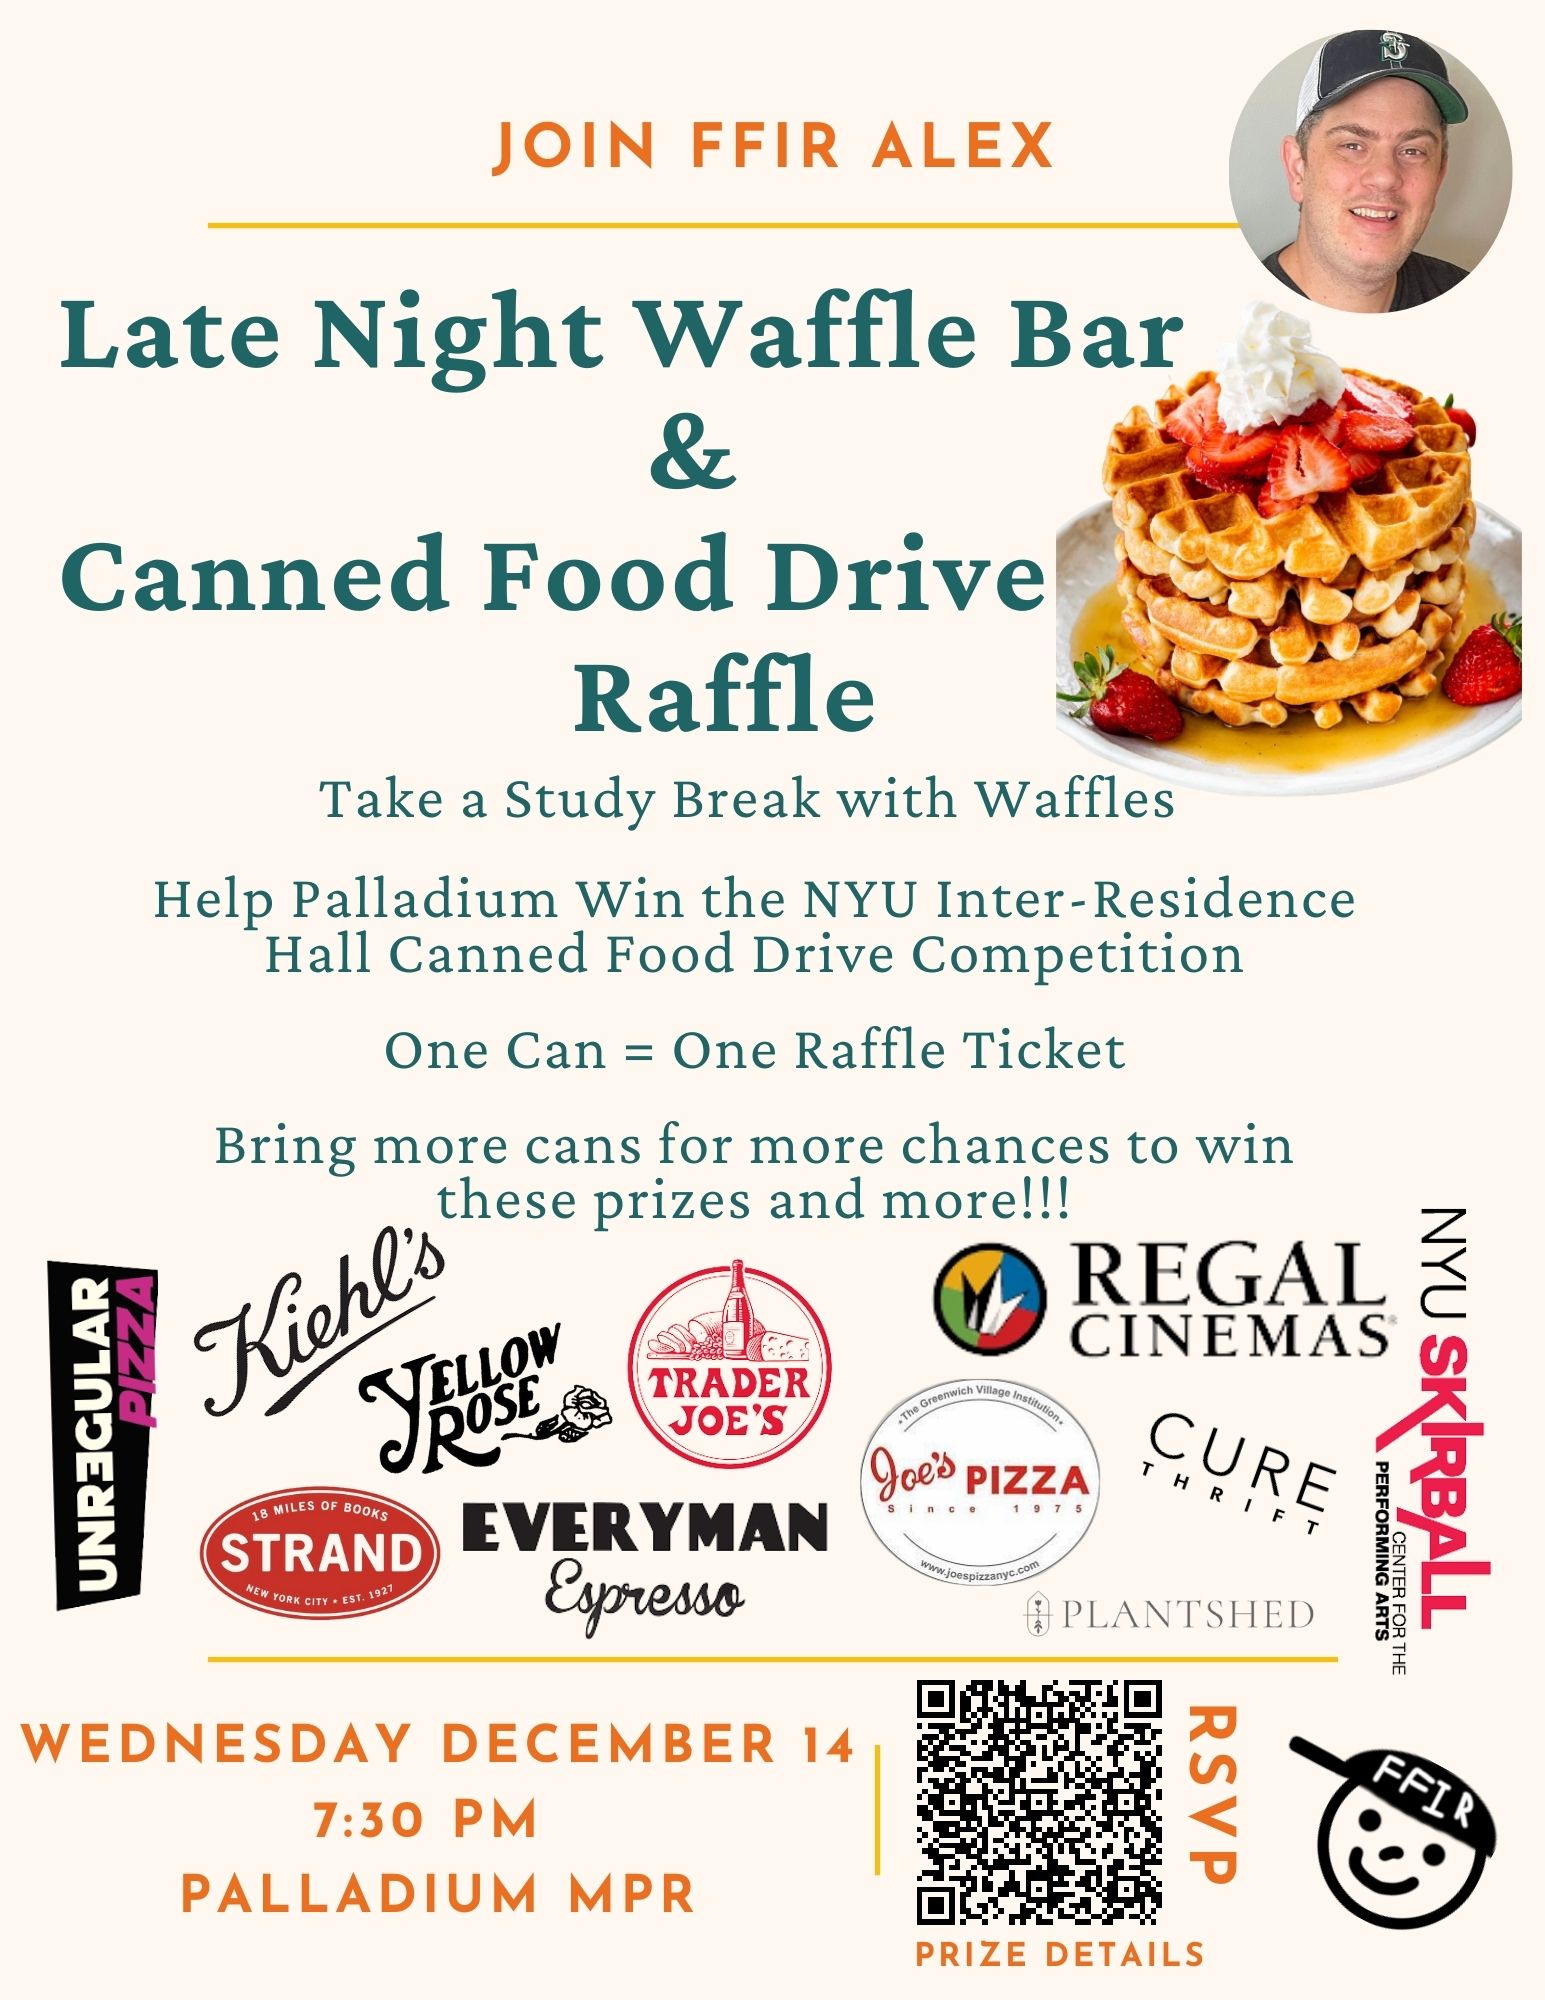 JOIN FFIR ALEX
S
Late Night Waffle Bar
&
Canned Food Drive
Raffle
Take a Study Break with Waffles
Help Palladium Win the NYU Inter-Residence
Hall Canned Food Drive Competition
One Can = One Raffle Ticket
Bring more cans for more chances to win
these prizes and more!!!
UNREGULAR
PIZZA
Kiehl's
YELLOW
ROSE
TRADER
JOE'S
REGAL
CINEMAS
NYU SKIRBALL
CENTER FOR THE
PERFORMING ARTS
18 MILES OF BOOKS
STRAND
NEW YORK CITY • EST. 1927
EVERYMAN
Espresso
•The Greenwich Village Institution•
Joe's PIZZA
Since 1975
www.joespizzanyc.com
CURE
THRIFT
PLANTSHED
WEDNESDAY DECEMBER 14
7:30 PM
PALLADIUM MPR
RSVP
PRIZE DETAILS
FFIR